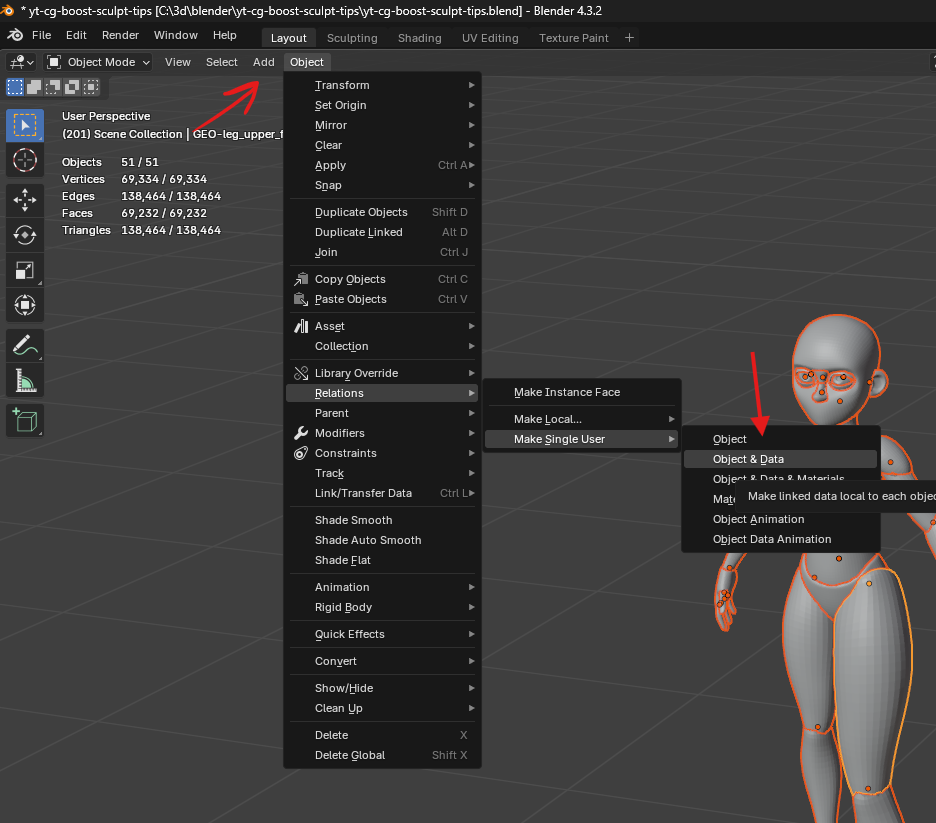 * yt-cg-boost-sculpt-tips [C:\3d\blender\yt-cg-boost-sculpt-tips\yt-cg-boost-sculpt-tips.blend] - Blender 4.3.2
File Edit Render Window Help Layout Sculpting Shading UV Editing Texture Paint +
Object Mode View Select Add Object
User Perspective
(201) Scene Collection | GEO-leg_upper_f
Objects 51 / 51
Vertices 69,334 / 69,334
Edges 138,464 / 138,464
Faces 69,232 / 69,232
Triangles 138,464 / 138,464
Transform
Set Origin
Mirror
Clear
Apply Ctrl A
Snap
Duplicate Objects Shift D
Duplicate Linked Alt D
Join Ctrl J
Copy Objects Ctrl C
Paste Objects Ctrl V
Asset
Collection
Library Override
Relations
Parent
Modifiers
Constraints
Track
Link/Transfer Data Ctrl L
Shade Smooth
Shade Auto Smooth
Shade Flat
Animation
Rigid Body
Quick Effects
Convert
Show/Hide
Clean Up
Delete X
Delete Global Shift X
Make Instance Face
Make Local...
Make Single User
Object
Object & Data
Object & Data & Materials
Mate
Make linked data local to each objec
Object Animation
Object Data Animation